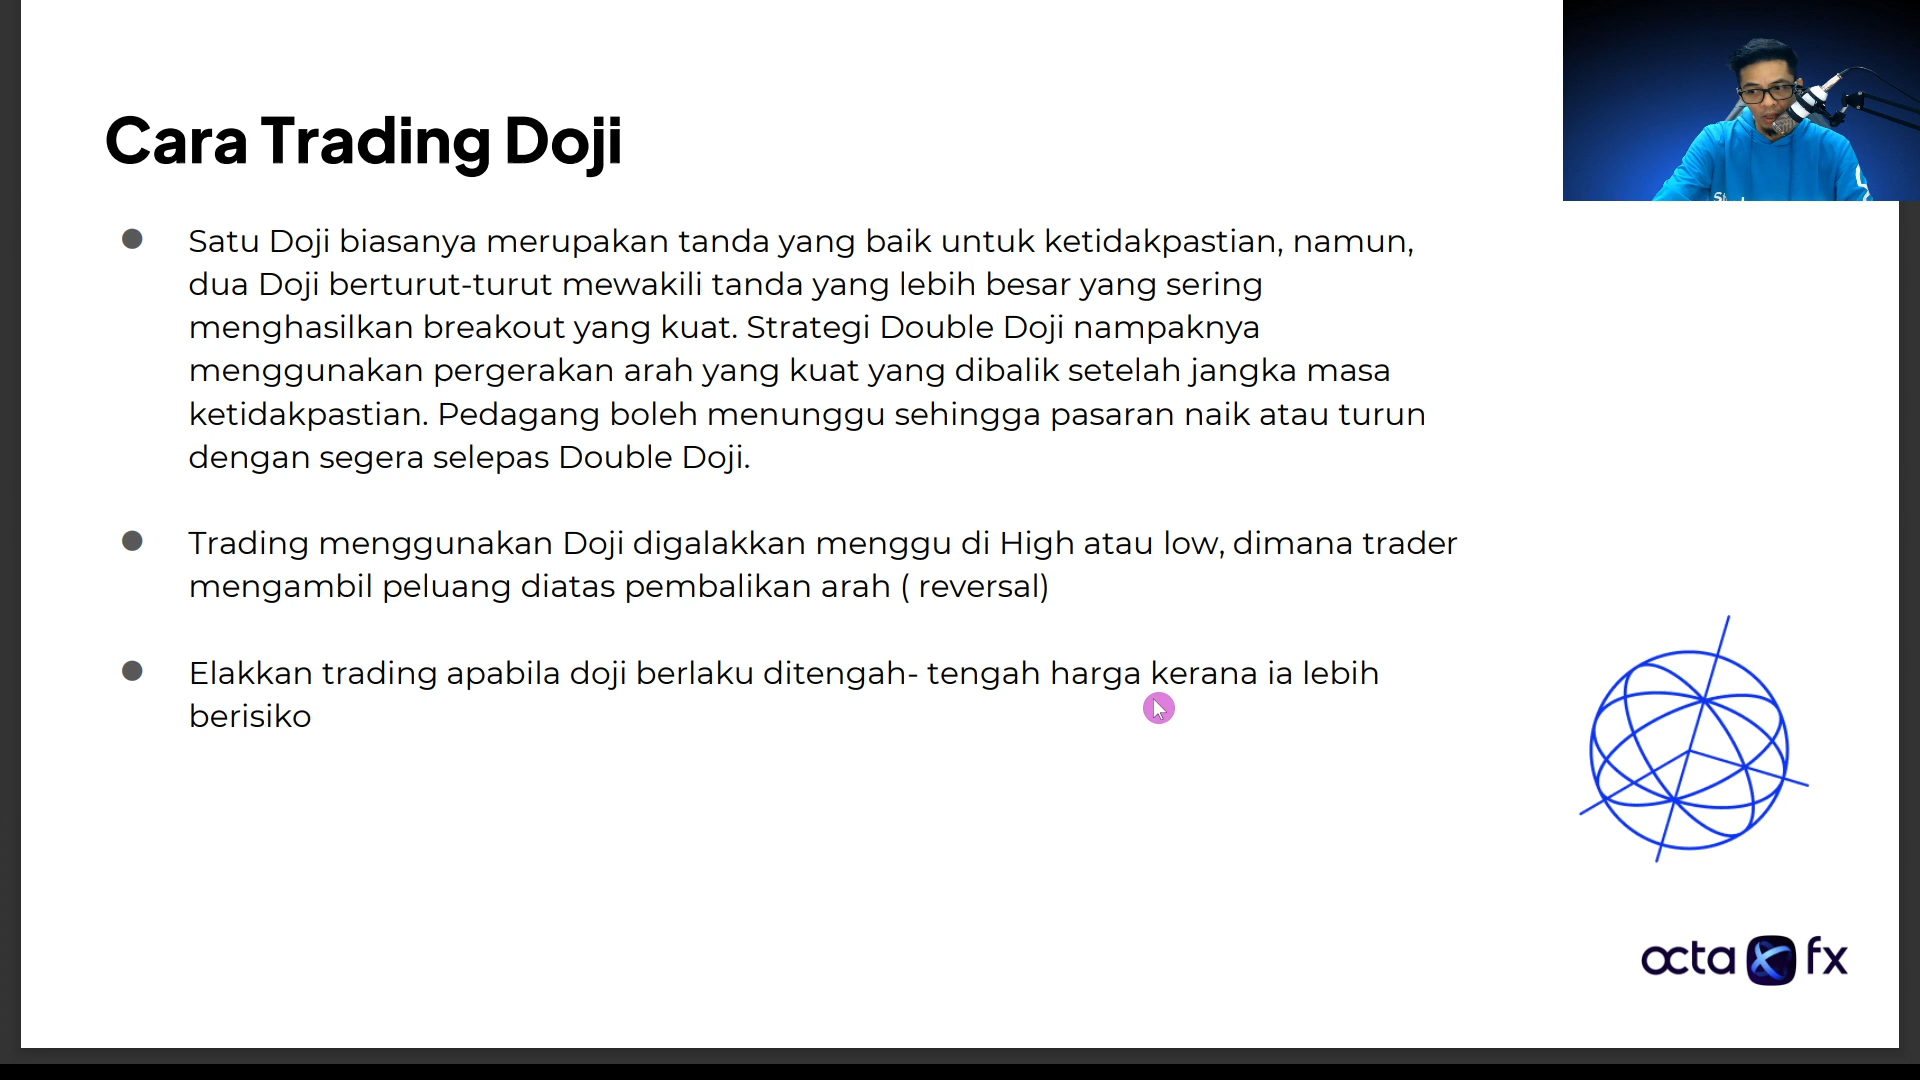 Cara Trading Doji
Satu Doji biasanya merupakan tanda yang baik untuk ketidakpastian, namun,
dua Doji berturut-turut mewakili tanda yang lebih besar yang sering
menghasilkan breakout yang kuat. Strategi Double Doji nampaknya
menggunakan pergerakan arah yang kuat yang dibalik setelah jangka masa
ketidakpastian. Pedagang boleh menunggu sehingga pasaran naik atau turun
dengan segera selepas Double Doji.
Trading menggunakan Doji digalakkan menggu di High atau low, dimana trader
mengambil peluang diatas pembalikan arah ( reversal)
Elakkan trading apabila doji berlaku ditengah- tengah harga kerana ia lebih
berisiko
octa fx